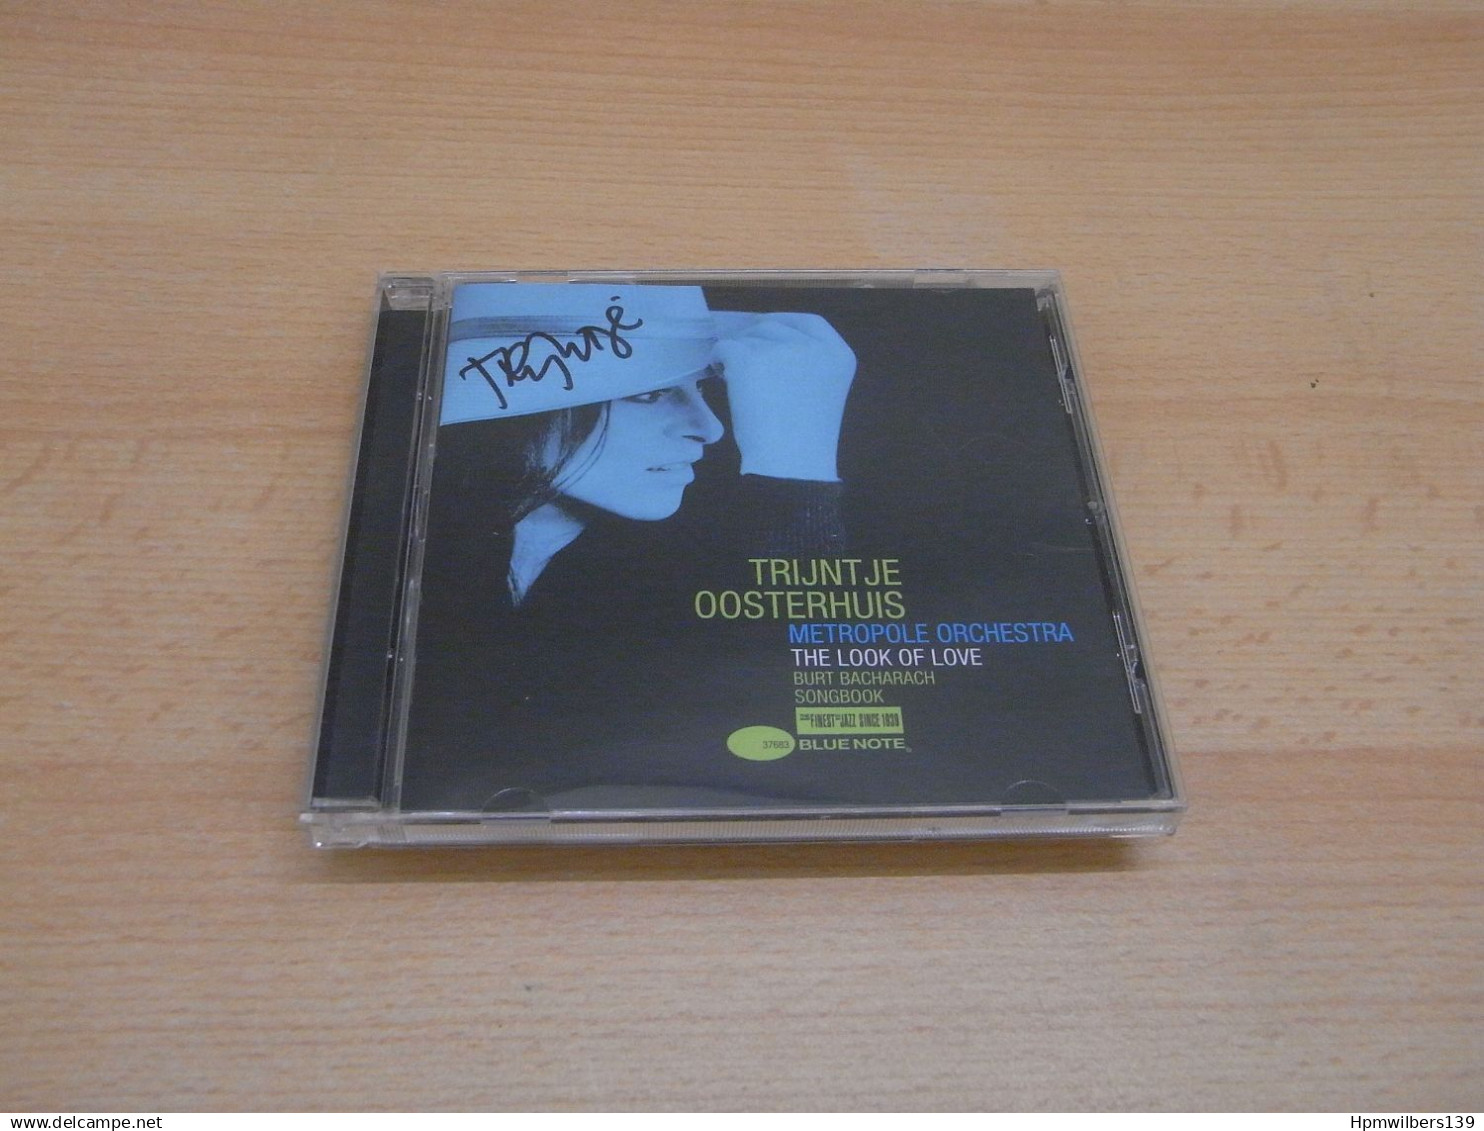 Trijntje
TRIJNTJE
OOSTERHUIS
METROPOLE ORCHESTRA
THE LOOK OF LOVE
BURT BACHARACH
SONGBOOK
THE FINEST IN JAZZ SINCE 1939
37683 BLUE NOTE
www.delcampe.net
Hpmwilbers139